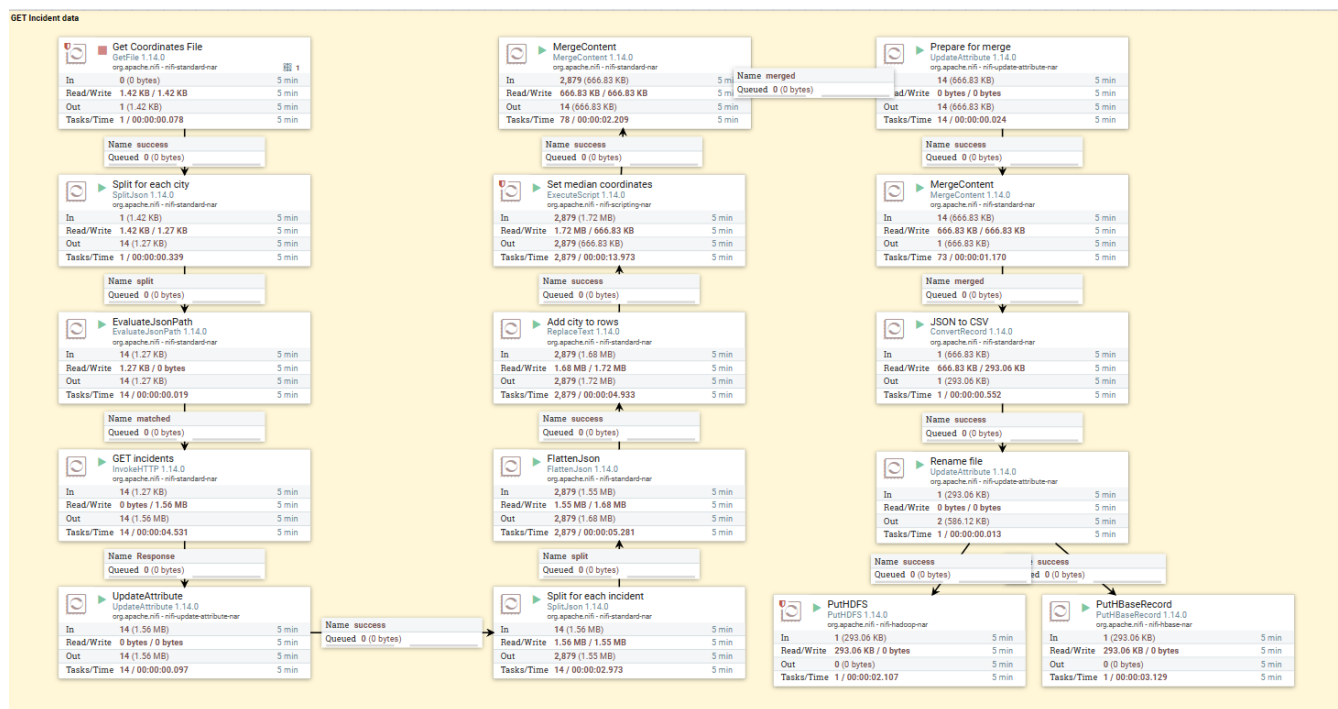 GET Incident data
Get Coordinates File
GetFile 1.14.0
org.apache.nifi - nifi-standard-nar
1
In 0 (0 bytes) 5 min
Read/Write 1.42 KB / 1.42 KB 5 min
Out 1 (1.42 KB) 5 min
Tasks/Time 1 / 00:00:00.078 5 min
Name success
Queued 0 (0 bytes)
Split for each city
SplitJson 1.14.0
org.apache.nifi - nifi-standard-nar
In 1 (1.42 KB) 5 min
Read/Write 1.42 KB / 1.27 KB 5 min
Out 14 (1.27 KB) 5 min
Tasks/Time 1 / 00:00:00.339 5 min
Name split
Queued 0 (0 bytes)
EvaluateJsonPath
EvaluateJsonPath 1.14.0
org.apache.nifi - nifi-standard-nar
In 14 (1.27 KB) 5 min
Read/Write 1.27 KB / 0 bytes 5 min
Out 14 (1.27 KB) 5 min
Tasks/Time 14 / 00:00:00.019 5 min
Name matched
Queued 0 (0 bytes)
GET incidents
InvokeHTTP 1.14.0
org.apache.nifi - nifi-standard-nar
In 14 (1.27 KB) 5 min
Read/Write 0 bytes / 1.56 MB 5 min
Out 14 (1.56 MB) 5 min
Tasks/Time 14 / 00:00:04.531 5 min
Name Response
Queued 0 (0 bytes)
UpdateAttribute
UpdateAttribute 1.14.0
org.apache.nifi - nifi-update-attribute-nar
In 14 (1.56 MB) 5 min
Read/Write 0 bytes / 0 bytes 5 min
Out 14 (1.56 MB) 5 min
Tasks/Time 14 / 00:00:00.097 5 min
Name success
Queued 0 (0 bytes)
MergeContent
MergeContent 1.14.0
org.apache.nifi - nifi-standard-nar
In 2,879 (666.83 KB) 5 min
Read/Write 666.83 KB / 666.83 KB 5 min
Out 14 (666.83 KB) 5 min
Tasks/Time 78 / 00:00:02.209 5 min
Name success
Queued 0 (0 bytes)
Set median coordinates
ExecuteScript 1.14.0
org.apache.nifi - nifi-scripting-nar
In 2,879 (1.72 MB) 5 min
Read/Write 1.72 MB / 666.83 KB 5 min
Out 2,879 (666.83 KB) 5 min
Tasks/Time 2,879 / 00:00:13.973 5 min
Name success
Queued 0 (0 bytes)
Add city to rows
ReplaceText 1.14.0
org.apache.nifi - nifi-standard-nar
In 2,879 (1.68 MB) 5 min
Read/Write 1.68 MB / 1.72 MB 5 min
Out 2,879 (1.72 MB) 5 min
Tasks/Time 2,879 / 00:00:04.933 5 min
Name success
Queued 0 (0 bytes)
FlattenJson
FlattenJson 1.14.0
org.apache.nifi - nifi-standard-nar
In 2,879 (1.55 MB) 5 min
Read/Write 1.55 MB / 1.68 MB 5 min
Out 2,879 (1.68 MB) 5 min
Tasks/Time 2,879 / 00:00:05.281 5 min
Name split
Queued 0 (0 bytes)
Split for each incident
SplitJson 1.14.0
org.apache.nifi - nifi-standard-nar
In 14 (1.56 MB) 5 min
Read/Write 1.56 MB / 1.55 MB 5 min
Out 2,879 (1.55 MB) 5 min
Tasks/Time 14 / 00:00:02.973 5 min
Name merged
Queued 0 (0 bytes)
Prepare for merge
UpdateAttribute 1.14.0
org.apache.nifi - nifi-update-attribute-nar
14 (666.83 KB) 5 min
ad/Write 0 bytes / 0 bytes 5 min
Out 14 (666.83 KB) 5 min
Tasks/Time 14 / 00:00:00.024 5 min
Name success
Queued 0 (0 bytes)
MergeContent
MergeContent 1.14.0
org.apache.nifi - nifi-standard-nar
In 14 (666.83 KB) 5 min
Read/Write 666.83 KB / 666.83 KB 5 min
Out 1 (666.83 KB) 5 min
Tasks/Time 73 / 00:00:01.170 5 min
Name merged
Queued 0 (0 bytes)
JSON to CSV
ConvertRecord 1.14.0
org.apache.nifi - nifi-standard-nar
In 1 (666.83 KB) 5 min
Read/Write 666.83 KB / 293.06 KB 5 min
Out 1 (293.06 KB) 5 min
Tasks/Time 1 / 00:00:00.552 5 min
Name success
Queued 0 (0 bytes)
Rename file
UpdateAttribute 1.14.0
org.apache.nifi - nifi-update-attribute-nar
In 1 (293.06 KB) 5 min
Read/Write 0 bytes / 0 bytes 5 min
Out 2 (586.12 KB) 5 min
Tasks/Time 1 / 00:00:00.013 5 min
Name success
Queued 0 (0 bytes)
success
ed 0 (0 bytes)
PutHDFS
PutHDFS 1.14.0
org.apache.nifi - nifi-hadoop-nar
In 1 (293.06 KB) 5 min
Read/Write 293.06 KB / 0 bytes 5 min
Out 0 (0 bytes) 5 min
Tasks/Time 1 / 00:00:02.107 5 min
PutHBaseRecord
PutHBaseRecord 1.14.0
org.apache.nifi - nifi-hbase-nar
In 1 (293.06 KB) 5 min
Read/Write 293.06 KB / 0 bytes 5 min
Out 0 (0 bytes) 5 min
Tasks/Time 1 / 00:00:03.129 5 min